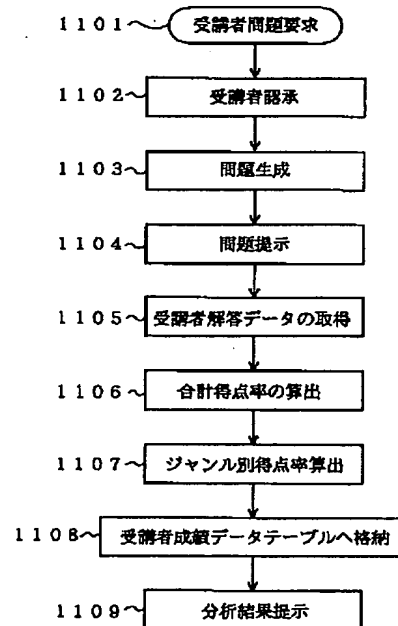 1101 受講者問題要求
1102 受講者認承
1103 問題生成
1104 問題提示
1105 受講者解答データの取得
1106 合計得点率の算出
1107 ジャンル別得点率算出
1108 受講者成績データテーブルへ格納
1109 分析結果提示